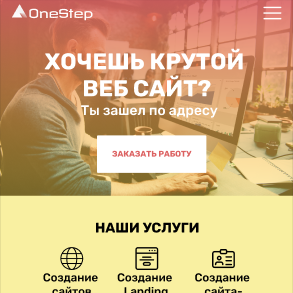 OneStep
ХОЧЕШЬ КРУТОЙ
ВЕБ САЙТ?
Ты зашел по адресу
ЗАКАЗАТЬ РАБОТУ
НАШИ УСЛУГИ
Создание Создание Создание
сайтов Landing сайта-